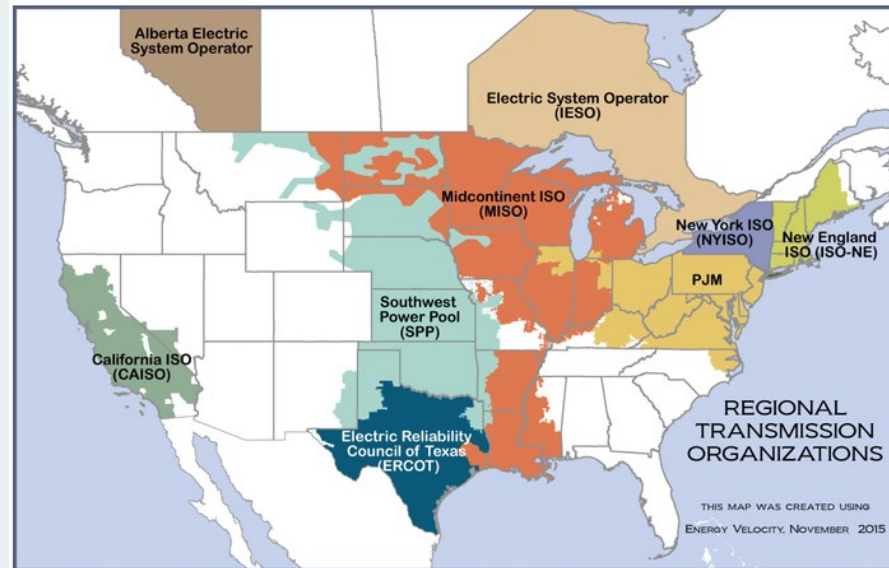 Alberta Electric
System Operator
Electric System Operator
(IESO)
Midcontinent ISO
(MISO)
New York ISO
(NYISO)
New England
ISO (ISO-NE)
PJM
Southwest
Power Pool
(SPP)
California ISO
(CAISO)
Electric Reliability
Council of Texas
(ERCOT)
REGIONAL
TRANSMISSION
ORGANIZATIONS
THIS MAP WAS CREATED USING
ENERGY VELOCITY, NOVEMBER 2015